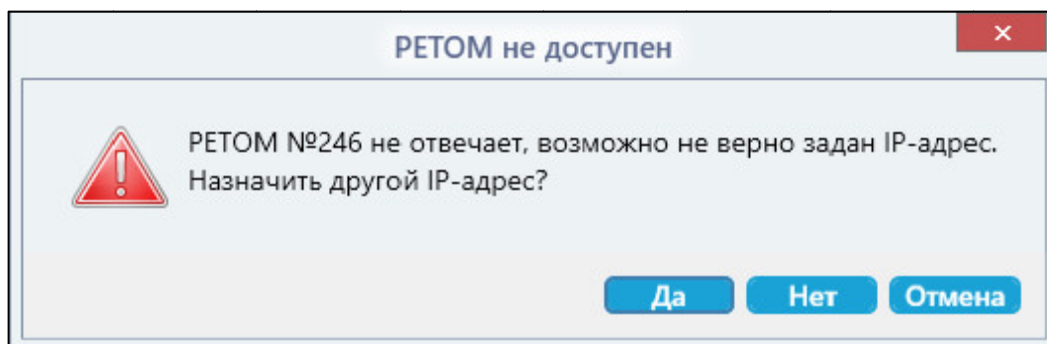 РЕТОМ не доступен
РЕТОМ №246 не отвечает, возможно не верно задан IP-адрес.
Назначить другой IP-адрес?
Да Нет Отмена